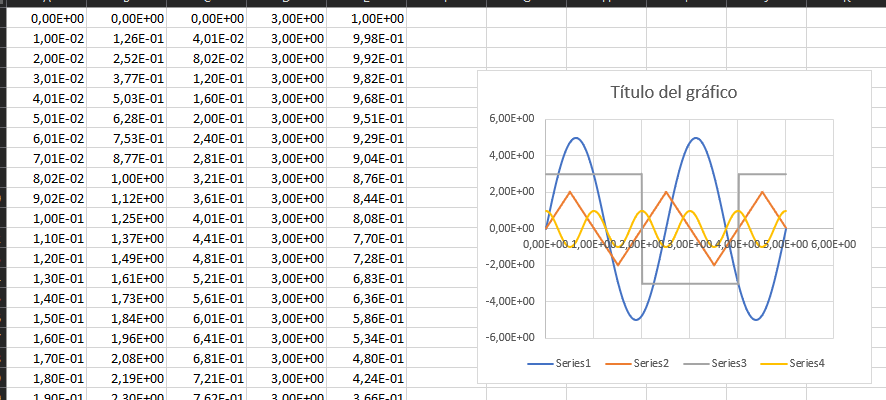 0,00E+00 0,00E+00 0,00E+00 3,00E+00 1,00E+00
1,00E-02 1,26E-01 4,01E-02 3,00E+00 9,98E-01
2,00E-02 2,52E-01 8,02E-02 3,00E+00 9,92E-01
3,01E-02 3,77E-01 1,20E-01 3,00E+00 9,82E-01
4,01E-02 5,03E-01 1,60E-01 3,00E+00 9,68E-01
5,01E-02 6,28E-01 2,00E-01 3,00E+00 9,51E-01
6,01E-02 7,53E-01 2,40E-01 3,00E+00 9,29E-01
7,01E-02 8,77E-01 2,81E-01 3,00E+00 9,04E-01
8,02E-02 1,00E+00 3,21E-01 3,00E+00 8,76E-01
9,02E-02 1,12E+00 3,61E-01 3,00E+00 8,44E-01
1,00E-01 1,25E+00 4,01E-01 3,00E+00 8,08E-01
1,10E-01 1,37E+00 4,41E-01 3,00E+00 7,70E-01
1,20E-01 1,49E+00 4,81E-01 3,00E+00 7,28E-01
1,30E-01 1,61E+00 5,21E-01 3,00E+00 6,83E-01
1,40E-01 1,73E+00 5,61E-01 3,00E+00 6,36E-01
1,50E-01 1,84E+00 6,01E-01 3,00E+00 5,86E-01
1,60E-01 1,96E+00 6,41E-01 3,00E+00 5,34E-01
1,70E-01 2,08E+00 6,81E-01 3,00E+00 4,80E-01
1,80E-01 2,19E+00 7,21E-01 3,00E+00 4,24E-01
1,90E-01 2,30E+00 7,62E-01 3,00E+00 3,66E-01
Título del gráfico
6,00E+00
4,00E+00
2,00E+00
0,00E+00
0,00E+00 1,00E+00 2,00E+00 3,00E+00 4,00E+00 5,00E+00 6,00E+00
-2,00E+00
-4,00E+00
-6,00E+00
Series1 Series2 Series3 Series4